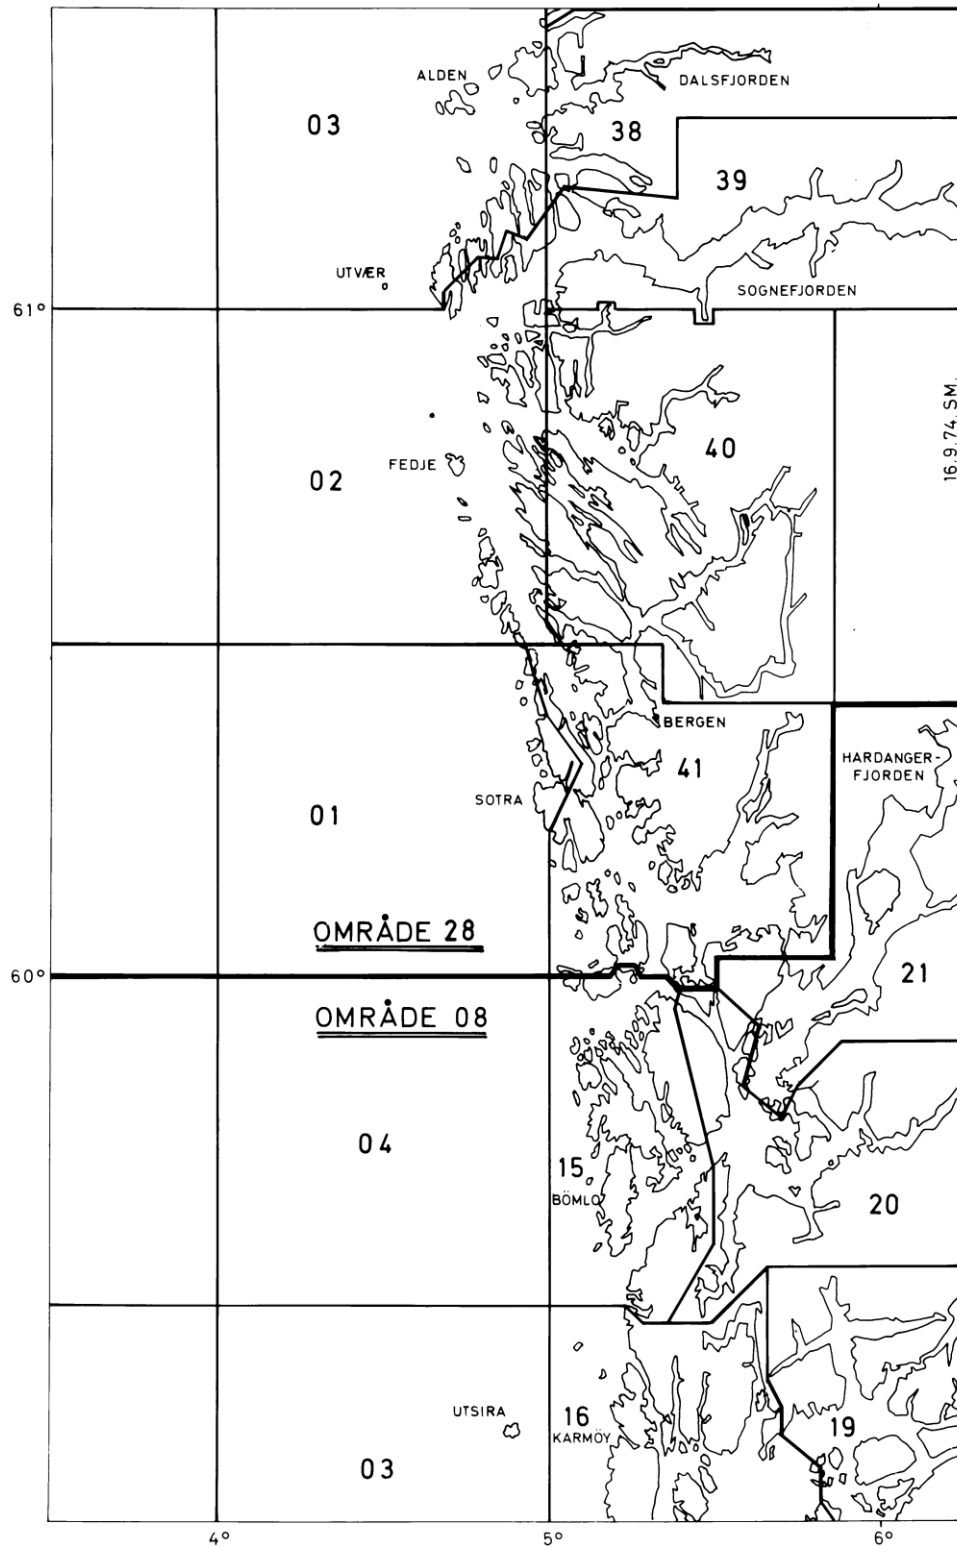 ALDEN
DALSFJORDEN
03
38
39
UTVÆR
SOGNEFJORDEN
61°
16.9.74. SM.
40
FEDJE
02
BERGEN
41
HARDANGER-
FJORDEN
SOTRA
01
OMRÅDE 28
60°
21
OMRÅDE 08
04
15
BÖMLO
20
UTSIRA
16
KARMÖY
19
03
4°
5°
6°